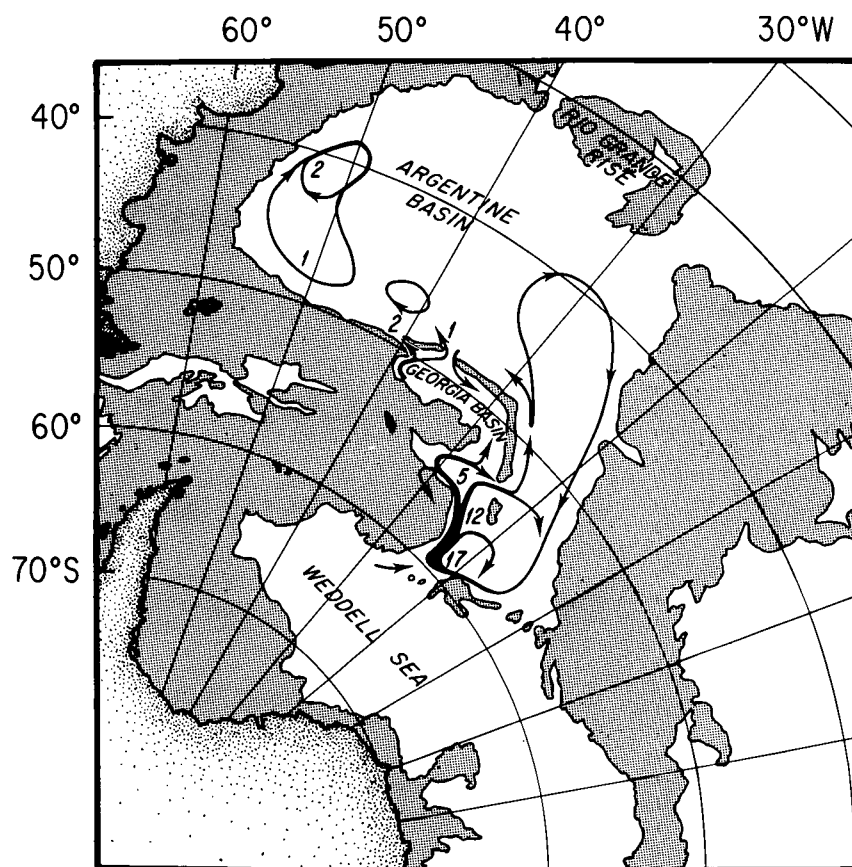 60° 50° 40° 30°W
40°
50°
60°
70°S
RIO GRANDE
RISE
ARGENTINE
BASIN
2
1
2
1
GEORGIA BASIN
5
12
17
WEDDELL SEA